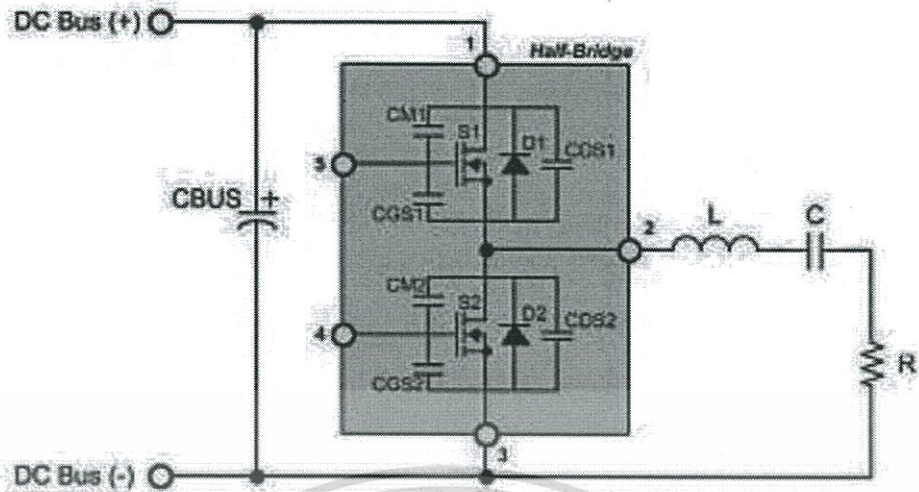 DC Bus (+)
1
Half-Bridge
CM1
S1
D1
CDS1
5
CBUS
+
CGS1
2
L
C
CM2
S2
D2
CDS2
4
R
CGS2
3
DC Bus (-)